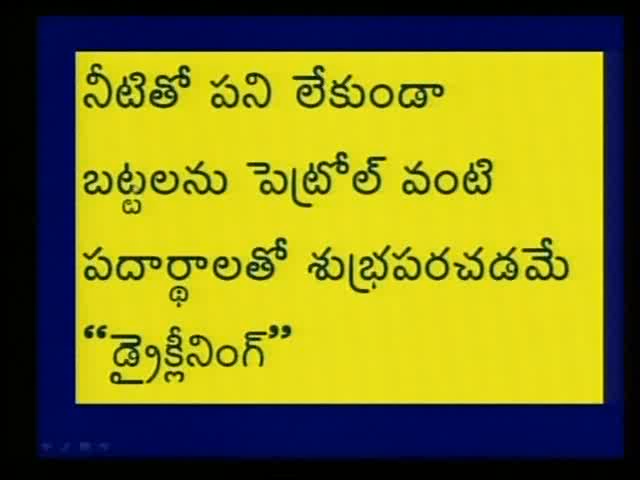 నీటితో పని లేకుండా
బట్టలను పెట్రోల్ వంటి
పదార్థాలతో శుభ్రపరచడమే
“డ్రైక్లీనింగ్”